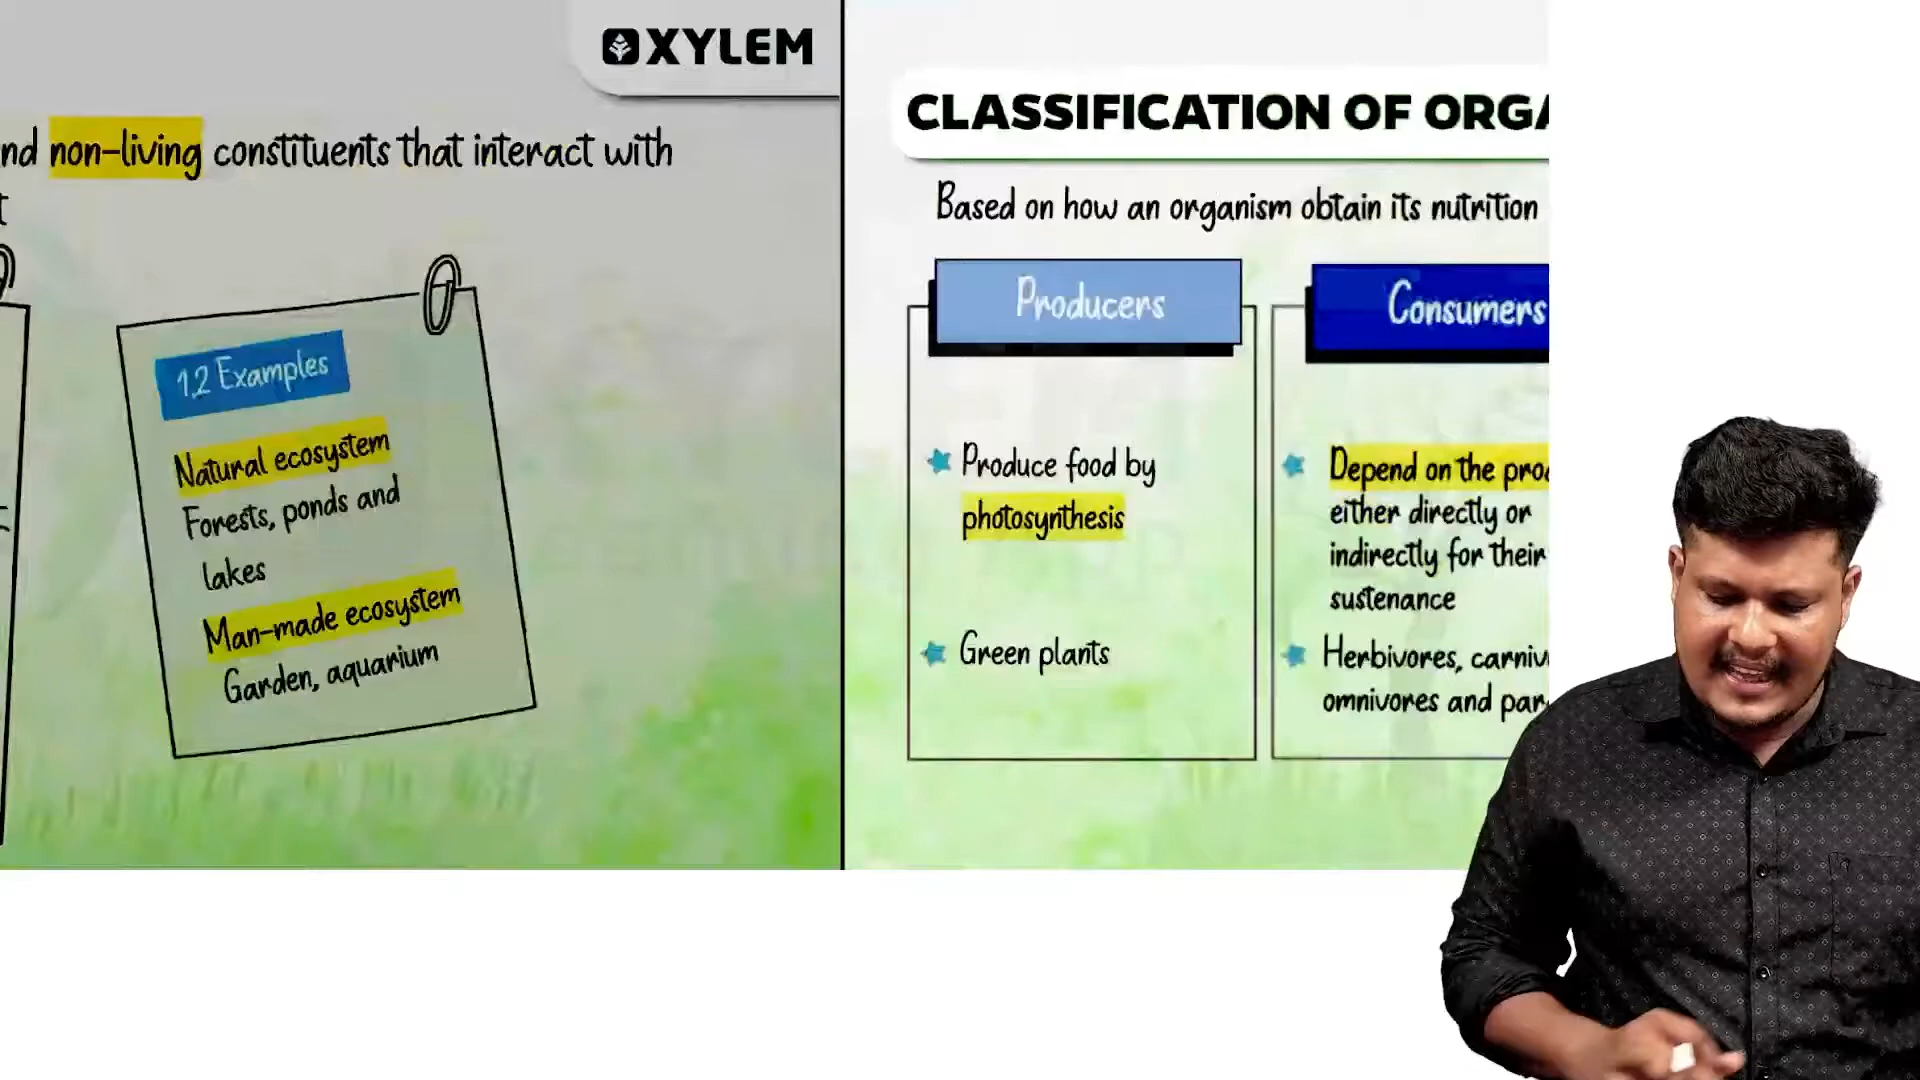 XYLEM
nd non-living constituents that interact with
1.2 Examples
Natural ecosystem
Forests, ponds and
lakes
Man-made ecosystem
Garden, aquarium
CLASSIFICATION OF ORGA
Based on how an organism obtain its nutrition
Producers
Produce food by
photosynthesis
Green plants
Consumers
Depend on the prod
either directly or
indirectly for their
sustenance
Herbivores, carniv
omnivores and par